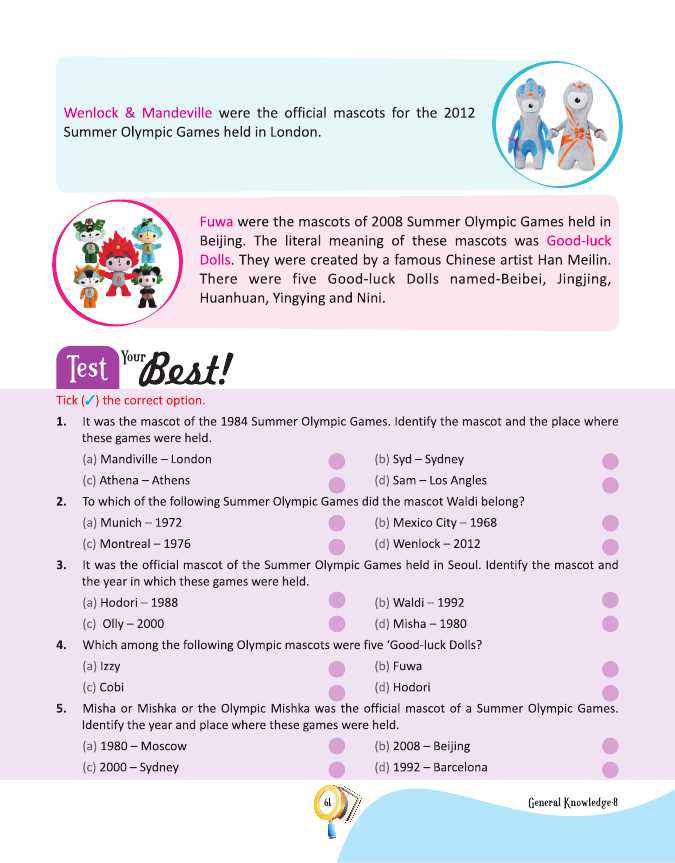 Wenlock & Mandeville were the official mascots for the 2012
Summer Olympic Games held in London.
Fuwa were the mascots of 2008 Summer Olympic Games held in
Beijing. The literal meaning of these mascots was Good-luck
Dolls. They were created by a famous Chinese artist Han Meilin.
There were five Good-luck Dolls named-Beibei, Jingjing,
Huanhuan, Yingying and Nini.
Test Your Best!
Tick (✓) the correct option.
1. It was the mascot of the 1984 Summer Olympic Games. Identify the mascot and the place where
these games were held.
(a) Mandiville – London (b) Syd – Sydney
(c) Athena – Athens (d) Sam – Los Angles
2. To which of the following Summer Olympic Games did the mascot Waldi belong?
(a) Munich – 1972 (b) Mexico City – 1968
(c) Montreal – 1976 (d) Wenlock – 2012
3. It was the official mascot of the Summer Olympic Games held in Seoul. Identify the mascot and
the year in which these games were held.
(a) Hodori – 1988 (b) Waldi – 1992
(c) Olly – 2000 (d) Misha – 1980
4. Which among the following Olympic mascots were five ‘Good-luck Dolls?
(a) Izzy (b) Fuwa
(c) Cobi (d) Hodori
5. Misha or Mishka or the Olympic Mishka was the official mascot of a Summer Olympic Games.
Identify the year and place where these games were held.
(a) 1980 – Moscow (b) 2008 – Beijing
(c) 2000 – Sydney (d) 1992 – Barcelona
61 General Knowledge-8